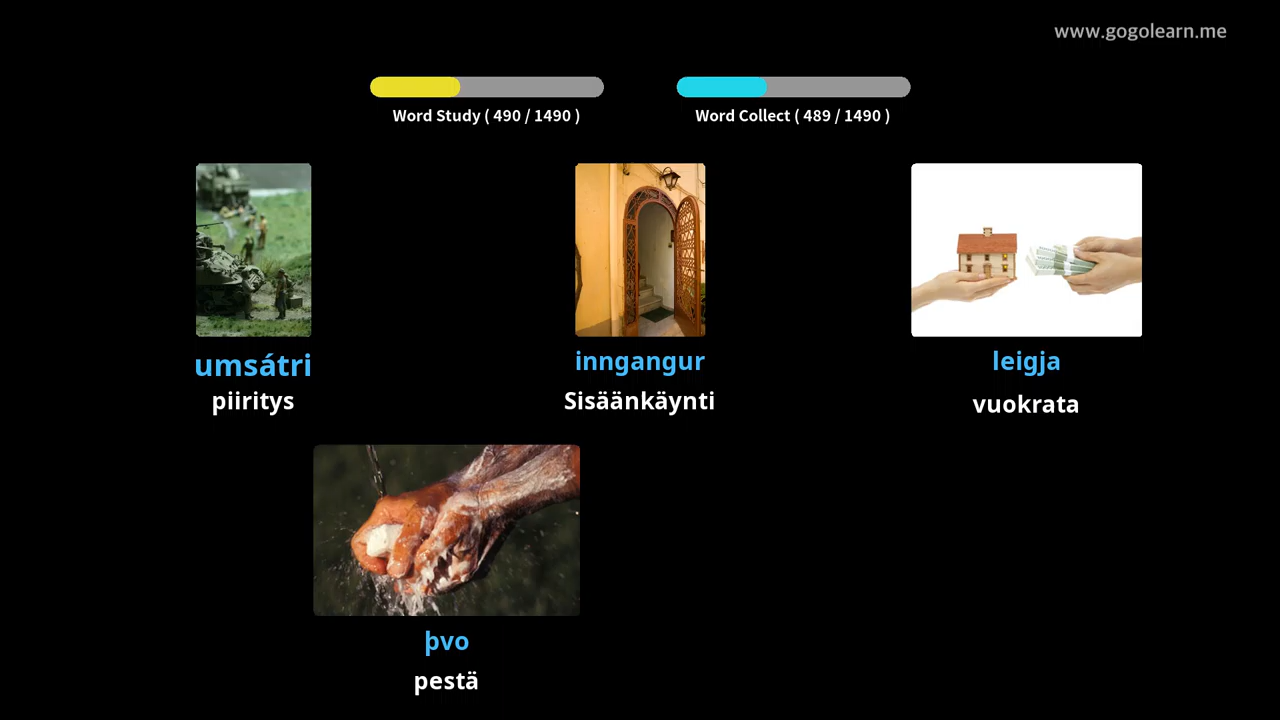 www.gogolearn.me
Word Study ( 490 / 1490 )
Word Collect ( 489 / 1490 )
umsátri
piiritys
inngangur
Sisäänkäynti
leigja
vuokrata
þvo
pestä